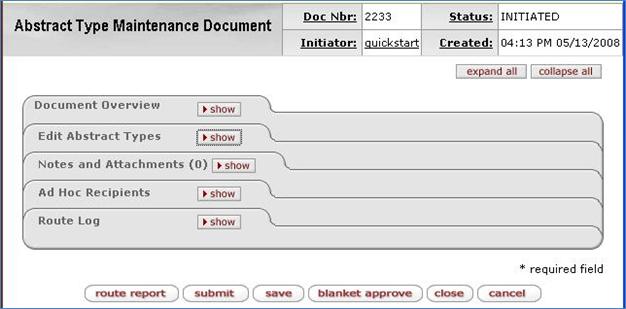 Abstract Type Maintenance Document
Doc Nbr: 2233 Status: INITIATED
Initiator: quickstart Created: 04:13 PM 05/13/2008
expand all collapse all
Document Overview show
Edit Abstract Types show
Notes and Attachments (0) show
Ad Hoc Recipients show
Route Log show
* required field
route report submit save blanket approve close cancel